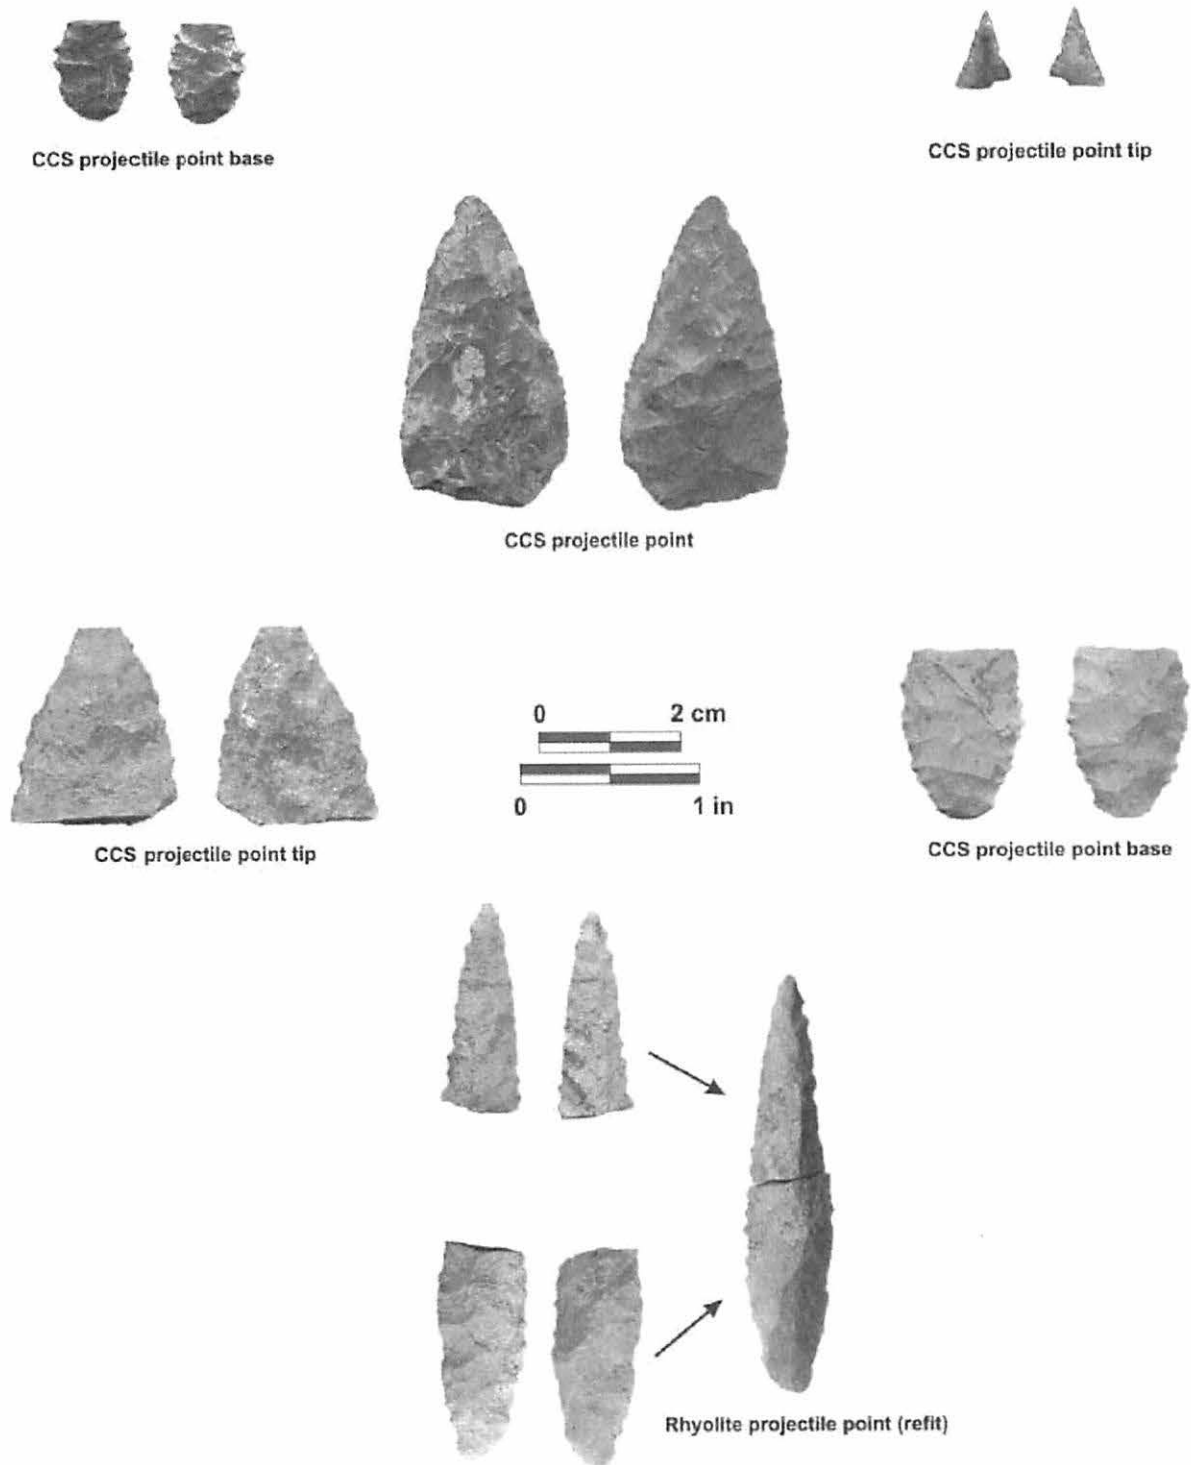 CCS projectile point base
CCS projectile point tip
CCS projectile point
0 2 cm
0 1 in
CCS projectile point tip
CCS projectile point base
Rhyolite projectile point (refit)